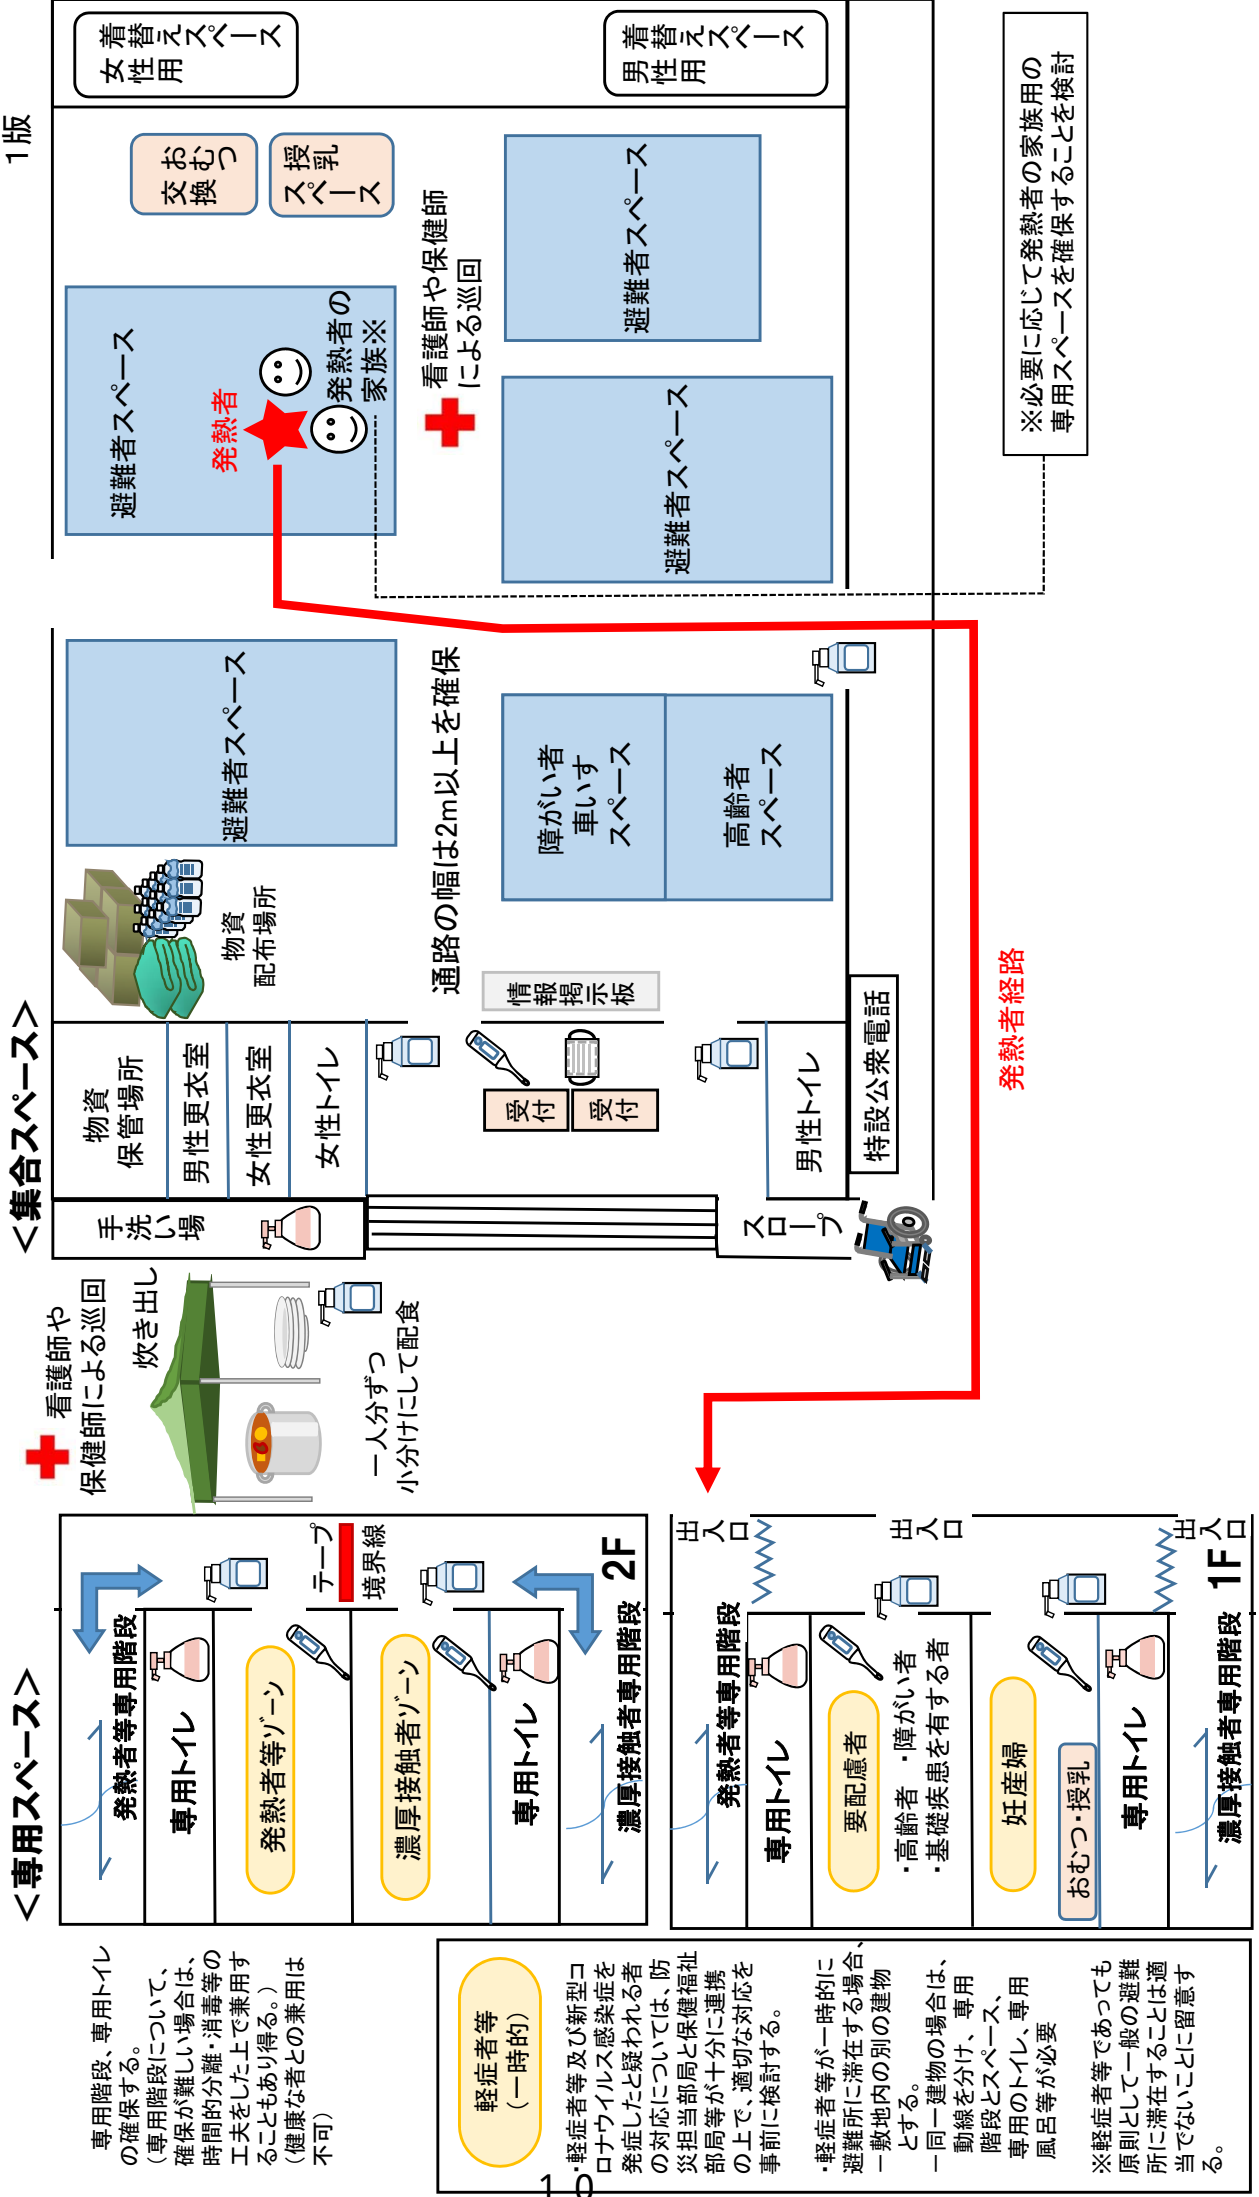 1版
<専用スペース>
<集合スペース>
専用階段、専用トイレ
の確保する。
(専用階段について、
確保が難しい場合は、
時間的分離・消毒等の
工夫をした上で兼用す
ることもあり得る。)
(健康な者との兼用は
不可)
軽症者等
(一時的)
・軽症者等及び新型コ
ロナウイルス感染症を
発症したと疑われる者
の対応については、防
災担当部局と保健福祉
部局等が十分に連携
の上で、適切な対応を
事前に検討する。
・軽症者等が一時的に
避難所に滞在する場合、
一敷地内の別の建物
とする。
一同一建物の場合は、
動線を分け、専用
階段とスペース、
専用のトイレ、専用
風呂等が必要
※軽症者等であっても
原則として一般の避難
所に滞在することは適
当でないことに留意す
る。
発熱者等専用階段
専用トイレ
発熱者等ゾーン
テープ
境界線
濃厚接触者ゾーン
専用トイレ
濃厚接触者専用階段
2F
発熱者等専用階段
出
入
口
専用トイレ
要配慮者
・高齢者 ・障がい者
・基礎疾患を有する者
出
入
口
妊産婦
おむつ・授乳
専用トイレ
濃厚接触者専用階段
出
入
口
1F
看護師や
保健師による巡回
炊き出し
一人分ずつ
小分けにして配食
手洗い場
スロープ
物資
保管場所
男性更衣室
女性更衣室
女性トイレ
受付
受付
男性トイレ
特設公衆電話
物資
配布場所
情報掲示板
通路の幅は2m以上を確保
避難者スペース
障がい者
車いす
スペース
高齢者
スペース
発熱者経路
避難者スペース
発熱者
発熱者の
家族※
看護師や保健師
による巡回
避難者スペース
避難者スペース
おむつ
交換
授乳
スペース
女性用
着替えスペース
男性用
着替えスペース
※必要に応じて発熱者の家族用の
専用スペースを確保することを検討
10